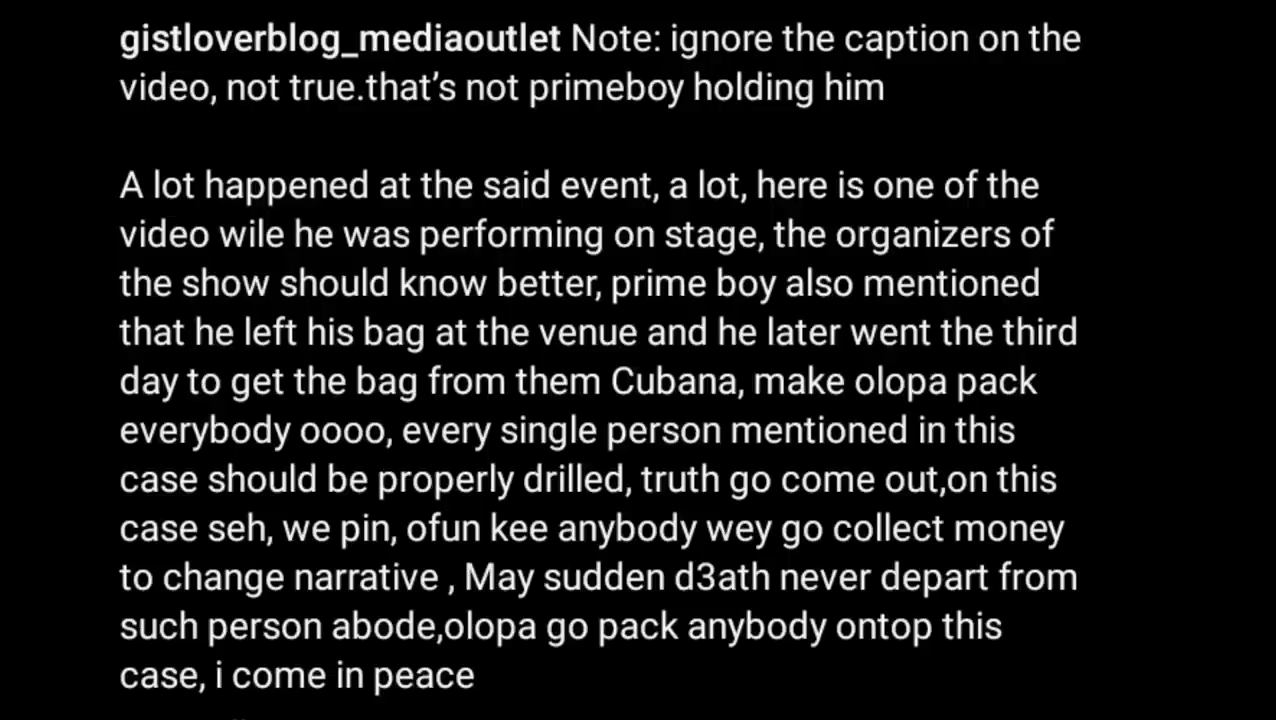 gistloverblog_mediaoutlet Note: ignore the caption on the
video, not true.that's not primeboy holding him
A lot happened at the said event, a lot, here is one of the
video wile he was performing on stage, the organizers of
the show should know better, prime boy also mentioned
that he left his bag at the venue and he later went the third
day to get the bag from them Cubana, make olopa pack
everybody oooo, every single person mentioned in this
case should be properly drilled, truth go come out,on this
case seh, we pin, ofun kee anybody wey go collect money
to change narrative , May sudden d3ath never depart from
such person abode,olopa go pack anybody ontop this
case, i come in peace